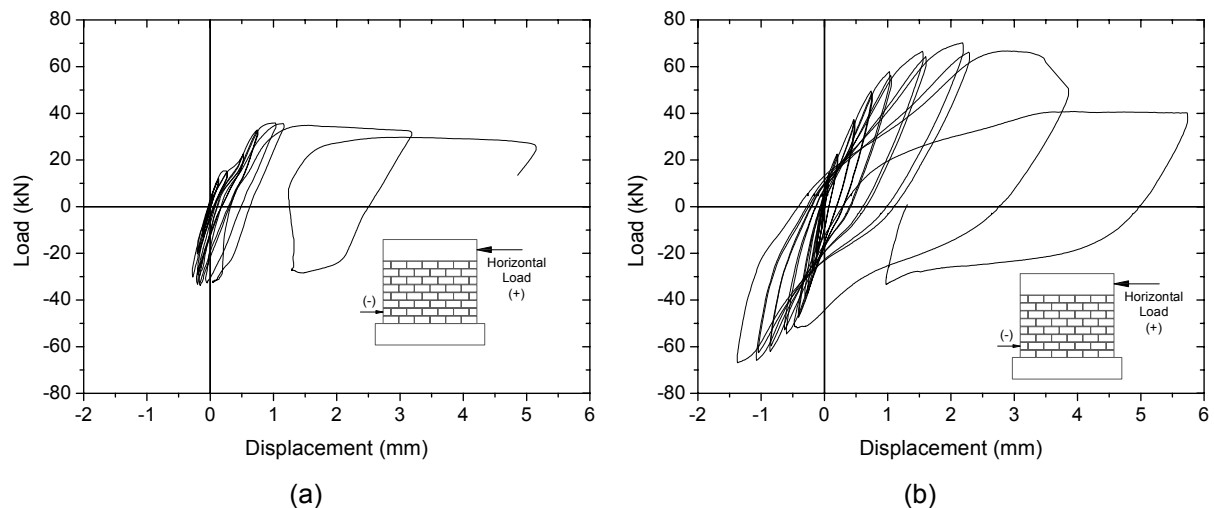 80
60
40
20
0
-20
-40
-60
-80
Load (kN)
-2 -1 0 1 2 3 4 5 6
Displacement (mm)
(-)
Horizontal
Load
(+)
(a)
80
60
40
20
0
-20
-40
-60
-80
Load (kN)
-2 -1 0 1 2 3 4 5 6
Displacement (mm)
(-)
Horizontal
Load
(+)
(b)